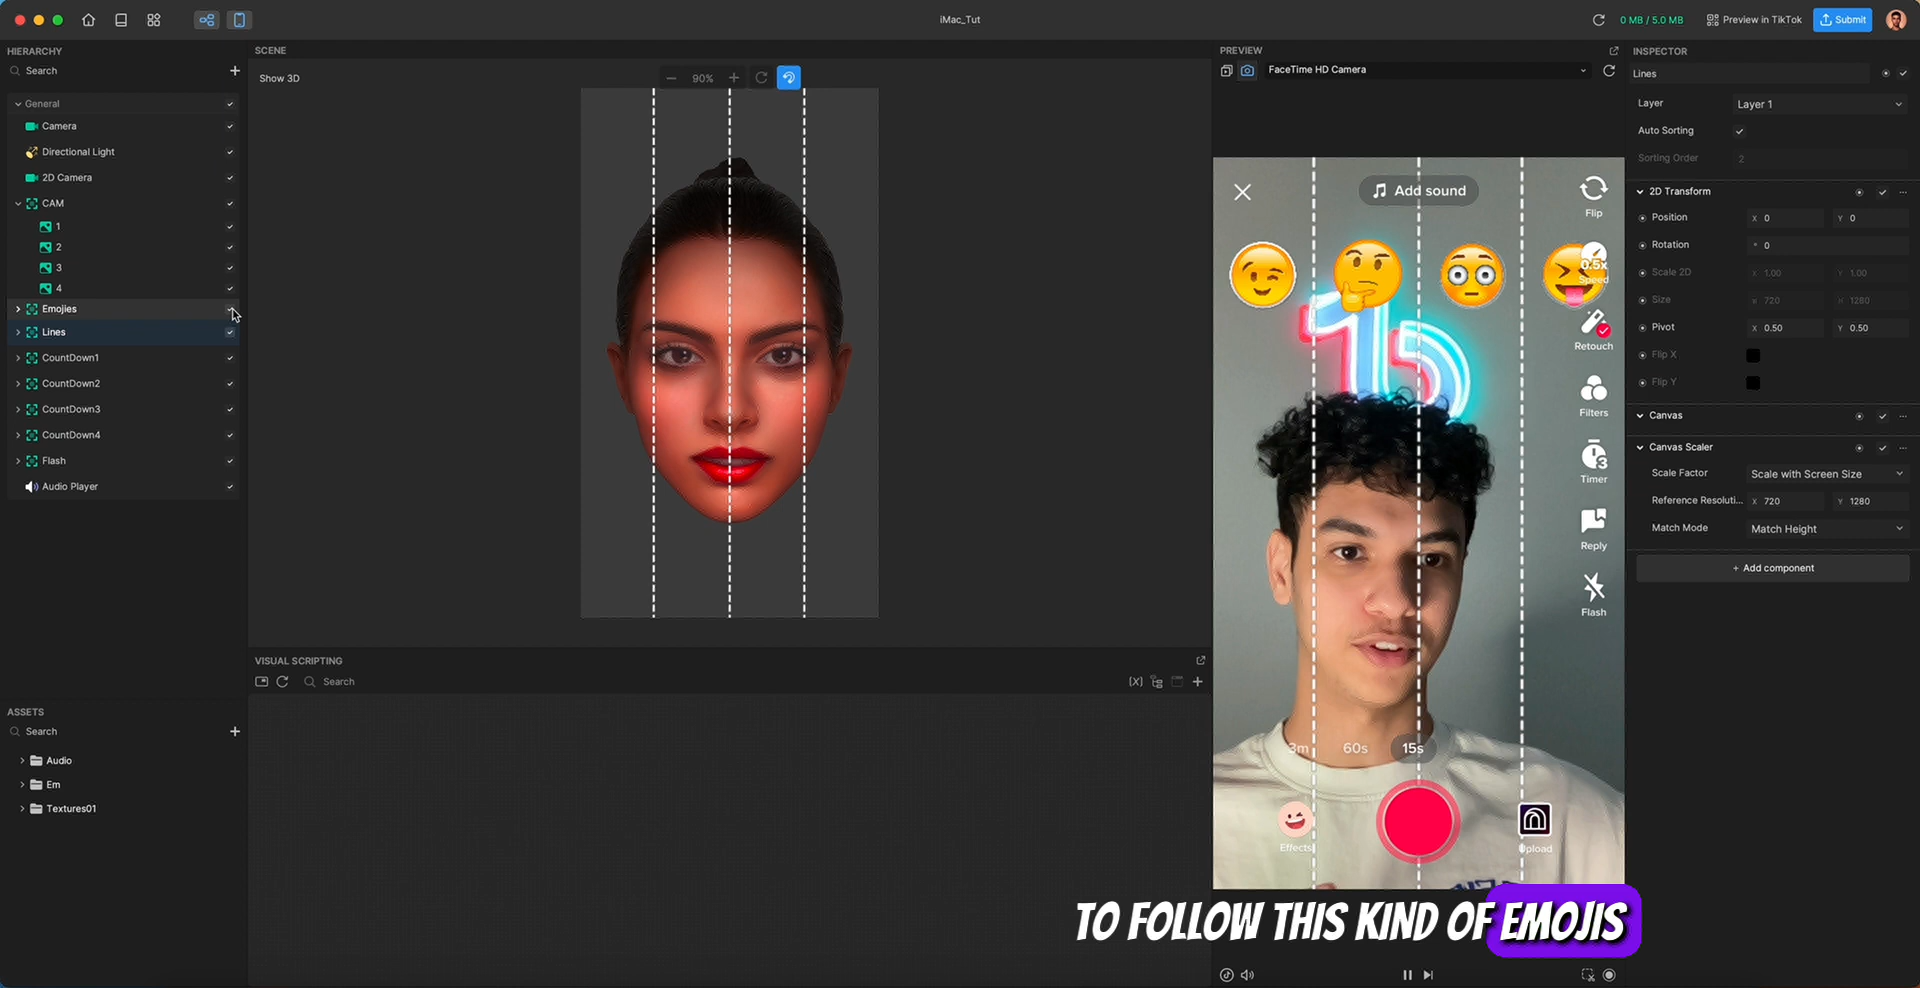 iMac_Tut
0 MB / 5.0 MB
Preview in TikTok
Submit
HIERARCHY
Search
General
Camera
Directional Light
2D Camera
CAM
1
2
3
4
Emojies
Lines
CountDown1
CountDown2
CountDown3
CountDown4
Flash
Audio Player
ASSETS
Search
Audio
Em
Textures01
SCENE
Show 3D
90%
VISUAL SCRIPTING
Search
PREVIEW
FaceTime HD Camera
Add sound
Flip
0.5x
Speed
Retouch
Filters
3
Timer
Reply
Flash
3m
60s
15s
Effects
Upload
TO FOLLOW THIS KIND OF EMOJIS
INSPECTOR
Lines
Layer
Layer 1
Auto Sorting
Sorting Order
2
2D Transform
Position
X 0
Y 0
Rotation
° 0
Scale 2D
X 1.00
Y 1.00
Size
W 720
H 1280
Pivot
X 0.50
Y 0.50
Flip X
Flip Y
Canvas
Canvas Scaler
Scale Factor
Scale with Screen Size
Reference Resoluti...
X 720
Y 1280
Match Mode
Match Height
+ Add component